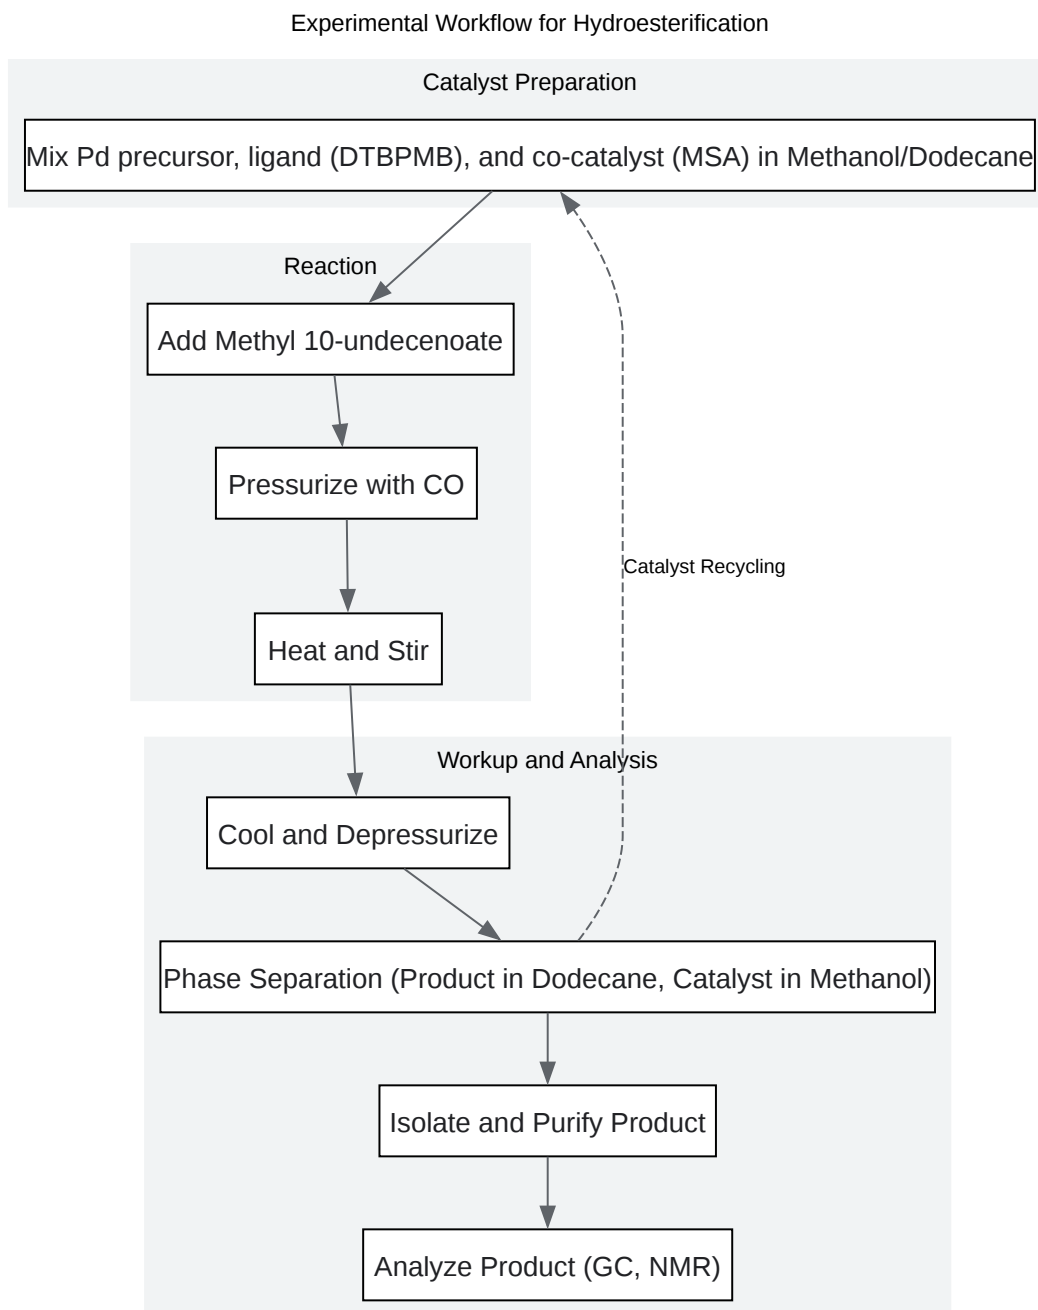 Experimental Workflow for Hydroesterification
Catalyst Preparation
Mix Pd precursor, ligand (DTBPMB), and co-catalyst (MSA) in Methanol/Dodecane
Reaction
Add Methyl 10-undecenoate
Pressurize with CO
Catalyst Recycling
Heat and Stir
Workup and Analysis
Cool and Depressurize
Phase Separation (Product in Dodecane, Catalyst in Methanol)
Isolate and Purify Product
Analyze Product (GC, NMR)